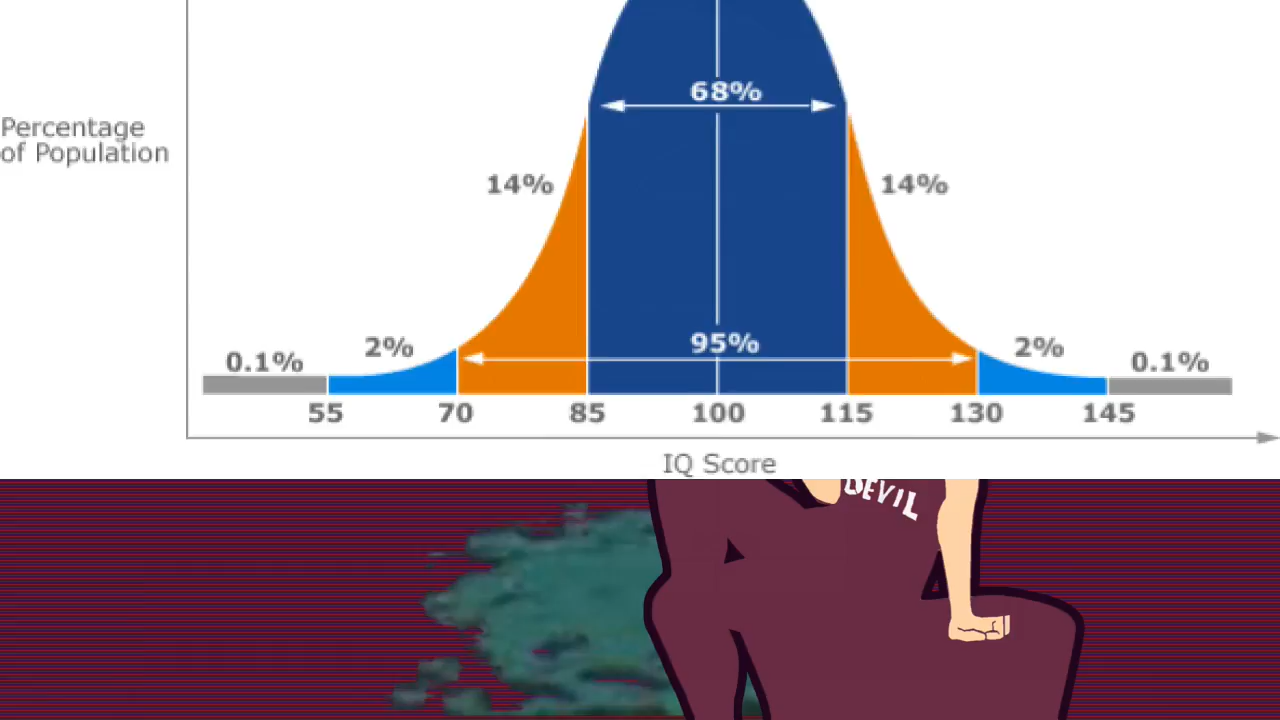 68%
Percentage
of Population
14%
14%
95%
2%
2%
0.1%
0.1%
55 70 85 100 115 130 145
IQ Score
DEVIL